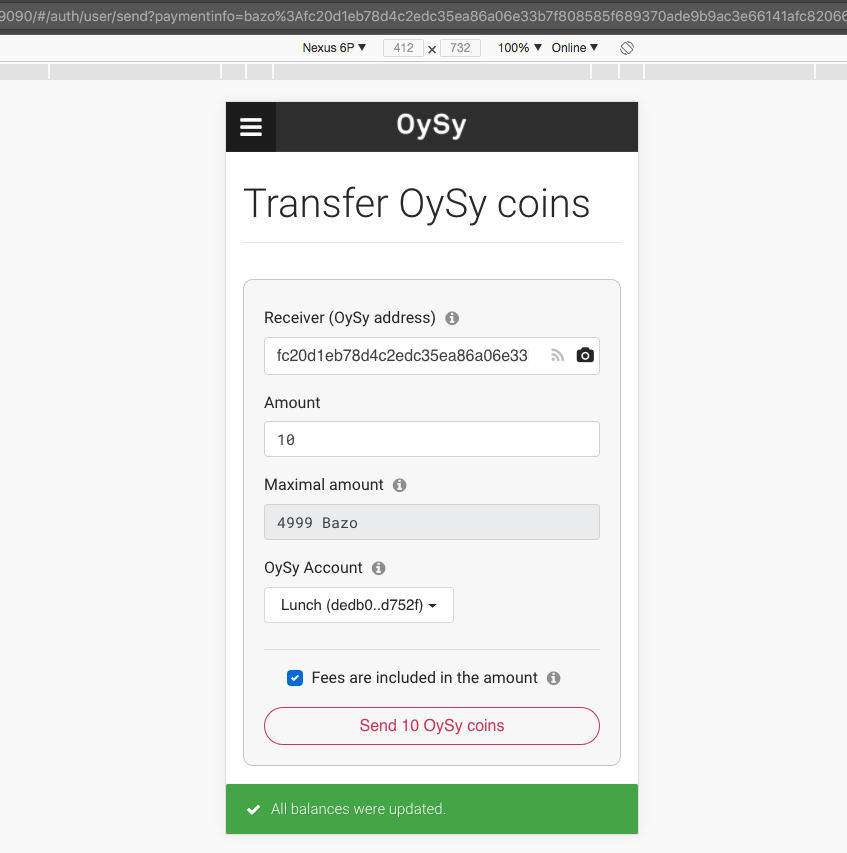 9090/#/auth/user/send?paymentinfo=bazo%3Afc20d1eb78d4c2edc35ea86a06e33b7f808585f689370ade9b9ac3e66141afc82066
Nexus 6P ▼ 412 × 732 100% ▼ Online ▼
OySy
Transfer OySy coins
Receiver (OySy address)
fc20d1eb78d4c2edc35ea86a06e33
Amount
10
Maximal amount
4999 Bazo
OySy Account
Lunch (dedb0..d752f)
Fees are included in the amount
Send 10 OySy coins
All balances were updated.